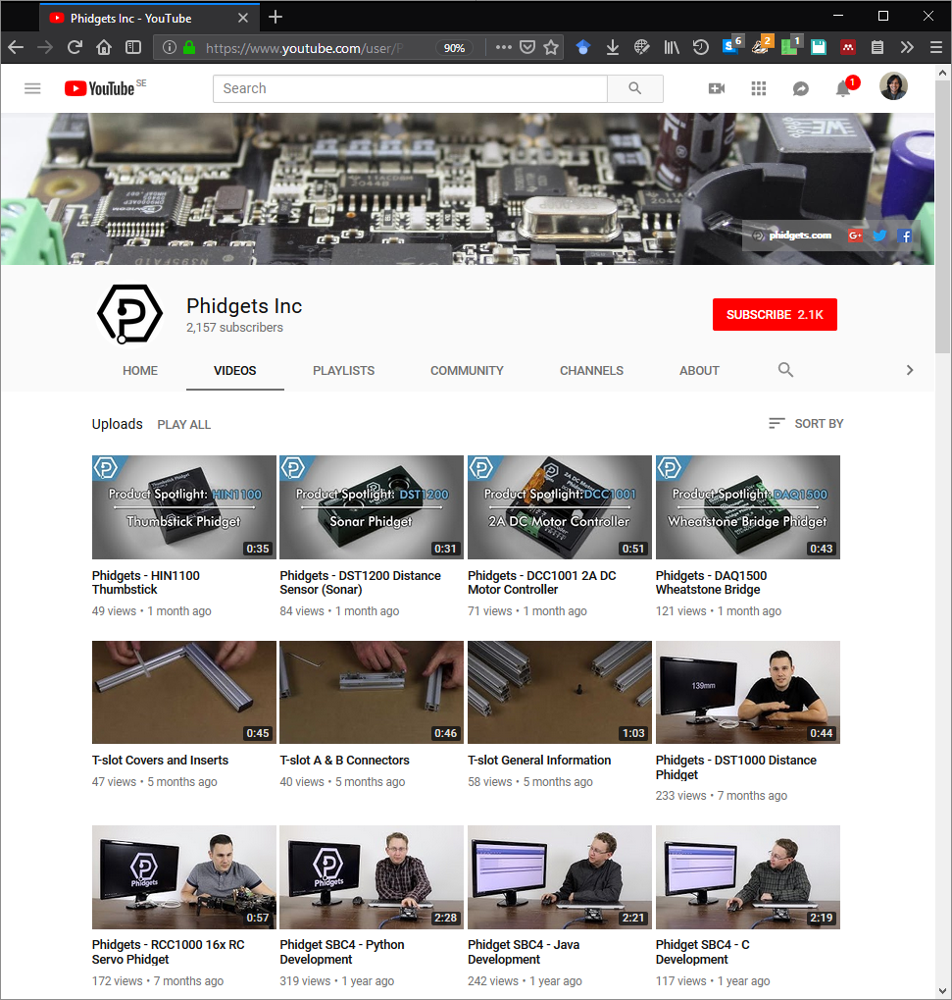 Phidgets Inc - YouTube
https://www.youtube.com/user/P
90%
6
2
1
YouTube SE
Search
1
11ACD8M
2044B
WE
N395FA1D
phidgets.com
G+
Phidgets Inc
2,157 subscribers
SUBSCRIBE 2.1K
HOME
VIDEOS
PLAYLISTS
COMMUNITY
CHANNELS
ABOUT
Uploads
PLAY ALL
SORT BY
Product Spotlight: HIN1100
Thumbstick Phidget
0:35
Product Spotlight: DST1200
Sonar Phidget
0:31
Product Spotlight:DCC1001
2A DC Motor Controller
0:51
Product Spotlight:DAQ1500
Wheatstone Bridge Phidget
0:43
Phidgets - HIN1100
Thumbstick
49 views • 1 month ago
Phidgets - DST1200 Distance
Sensor (Sonar)
84 views • 1 month ago
Phidgets - DCC1001 2A DC
Motor Controller
71 views • 1 month ago
Phidgets - DAQ1500
Wheatstone Bridge
121 views • 1 month ago
0:45
0:46
1:03
139mm
0:44
T-slot Covers and Inserts
47 views • 5 months ago
T-slot A & B Connectors
40 views • 5 months ago
T-slot General Information
58 views • 5 months ago
Phidgets - DST1000 Distance
Phidget
233 views • 7 months ago
Phidgets
0:57
Phidgets
2:28
2:21
2:19
Phidgets - RCC1000 16x RC
Servo Phidget
172 views • 7 months ago
Phidget SBC4 - Python
Development
319 views • 1 year ago
Phidget SBC4 - Java
Development
242 views • 1 year ago
Phidget SBC4 - C
Development
117 views • 1 year ago